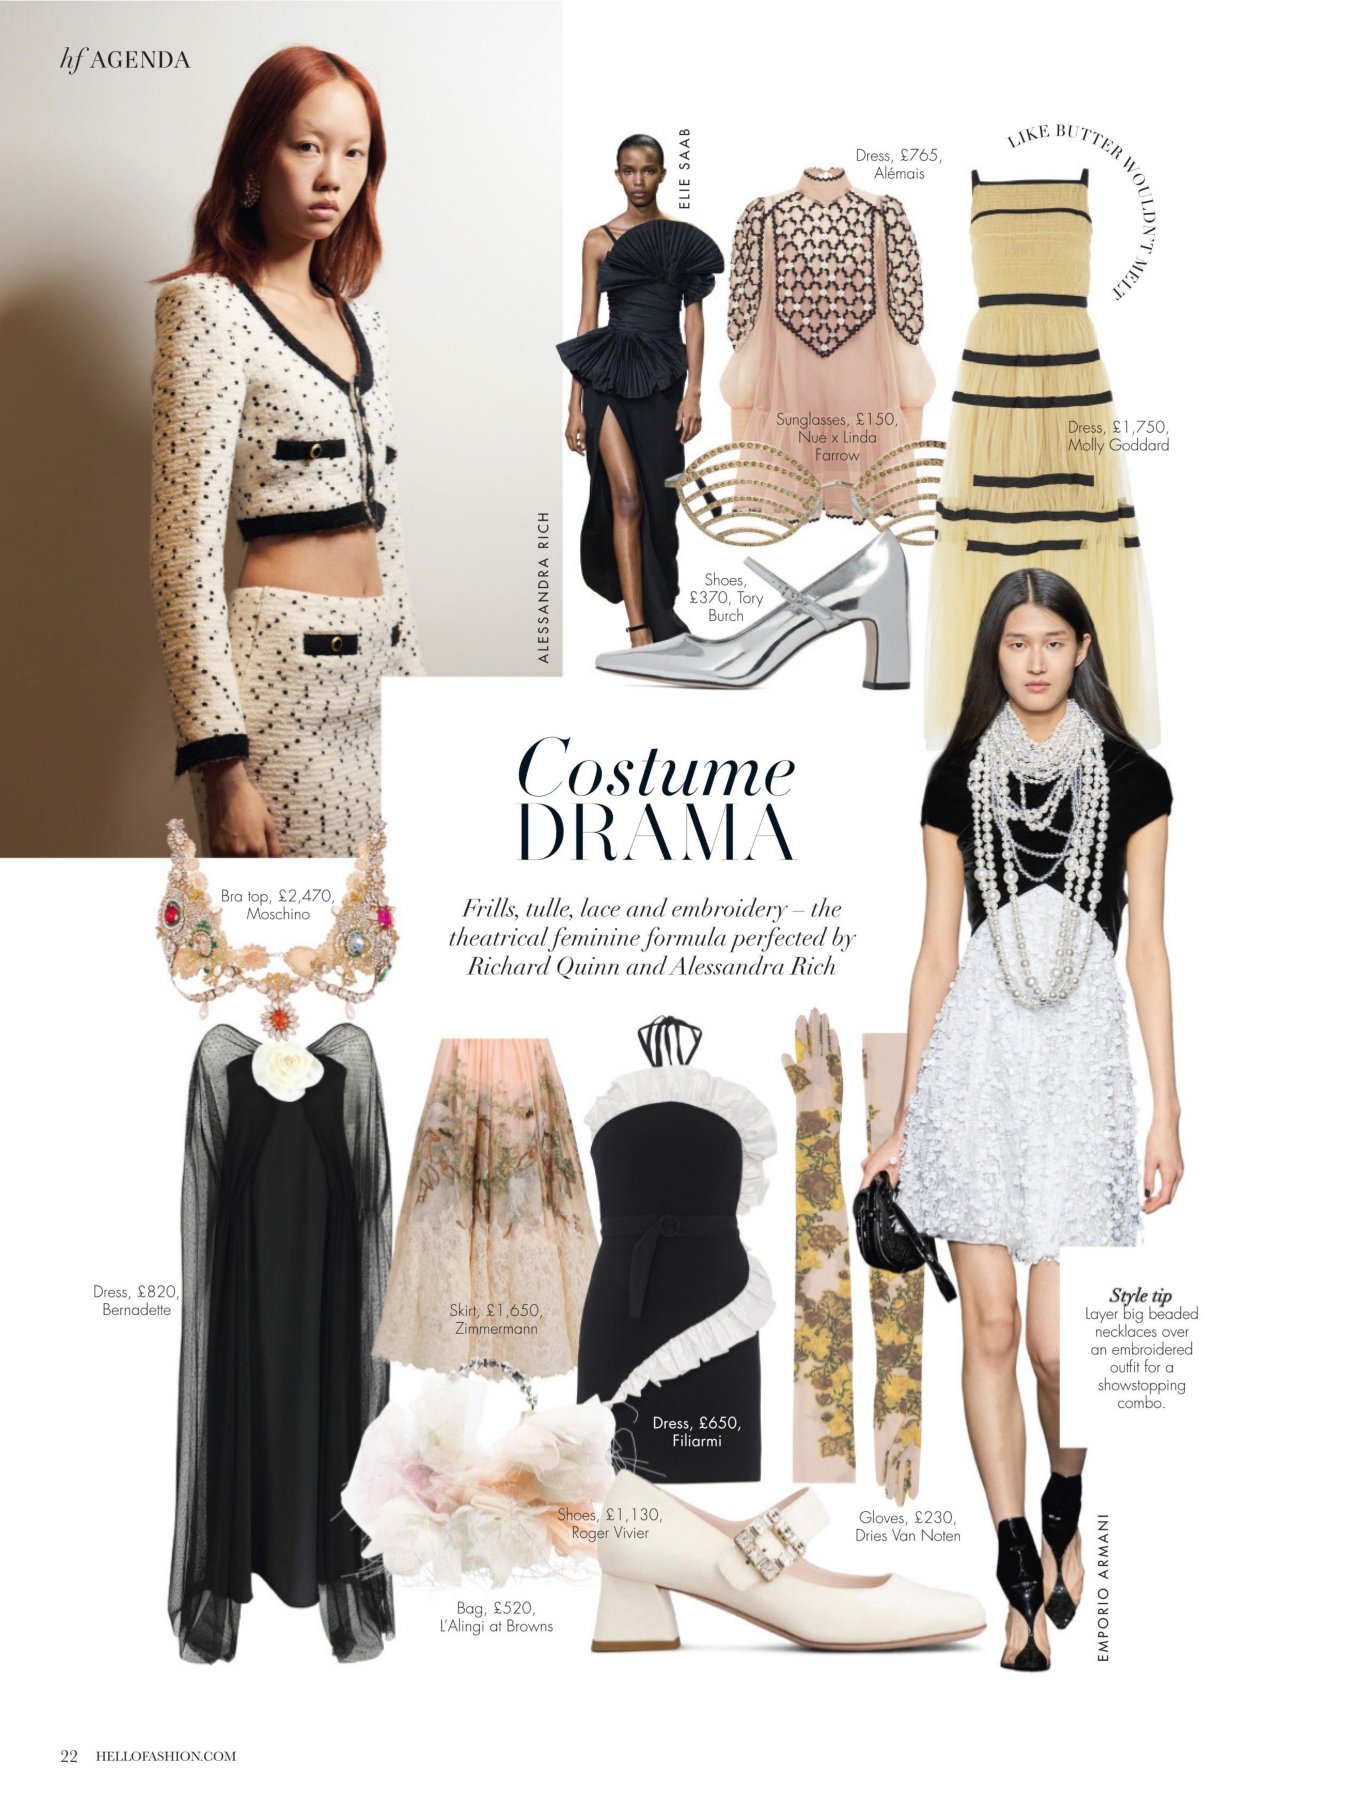 hf AGENDA
ALESSANDRA RICH
ELIE SAAB
Dress, £765,
Alémais
LIKE BUTTER WOULDN'T MELT
Sunglasses, £150,
Nue x Linda
Farrow
Dress, £1,750,
Molly Goddard
Shoes,
£370, Tory
Burch
Costume
DRAMA
Frills, tulle, lace and embroidery – the
theatrical feminine formula perfected by
Richard Quinn and Alessandra Rich
Bra top, £2,470,
Moschino
Dress, £820,
Bernadette
Skirt, £1,650,
Zimmermann
Dress, £650,
Filiarmi
Shoes, £1,130,
Roger Vivier
Gloves, £230,
Dries Van Noten
Bag, £520,
L'Alingi at Browns
Style tip
Layer big beaded
necklaces over
an embroidered
outfit for a
showstopping
combo.
EMPORIO ARMANI
22 HELLOFASHION.COM